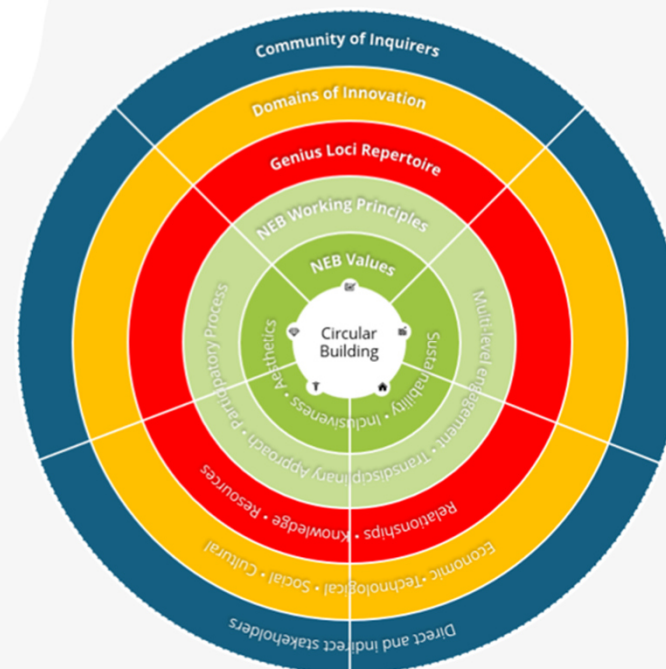 Community of Inquirers
Domains of Innovation
Genius Loci Repertoire
NEB Working Principles
NEB Values
Circular
Building
Sustainability • Inclusiveness • Aesthetics
Multi-level engagement • Transdisciplinary Approach • Participatory Process
Relationships • Knowledge • Resources
Economic • Technological • Social • Cultural
Direct and indirect stakeholders